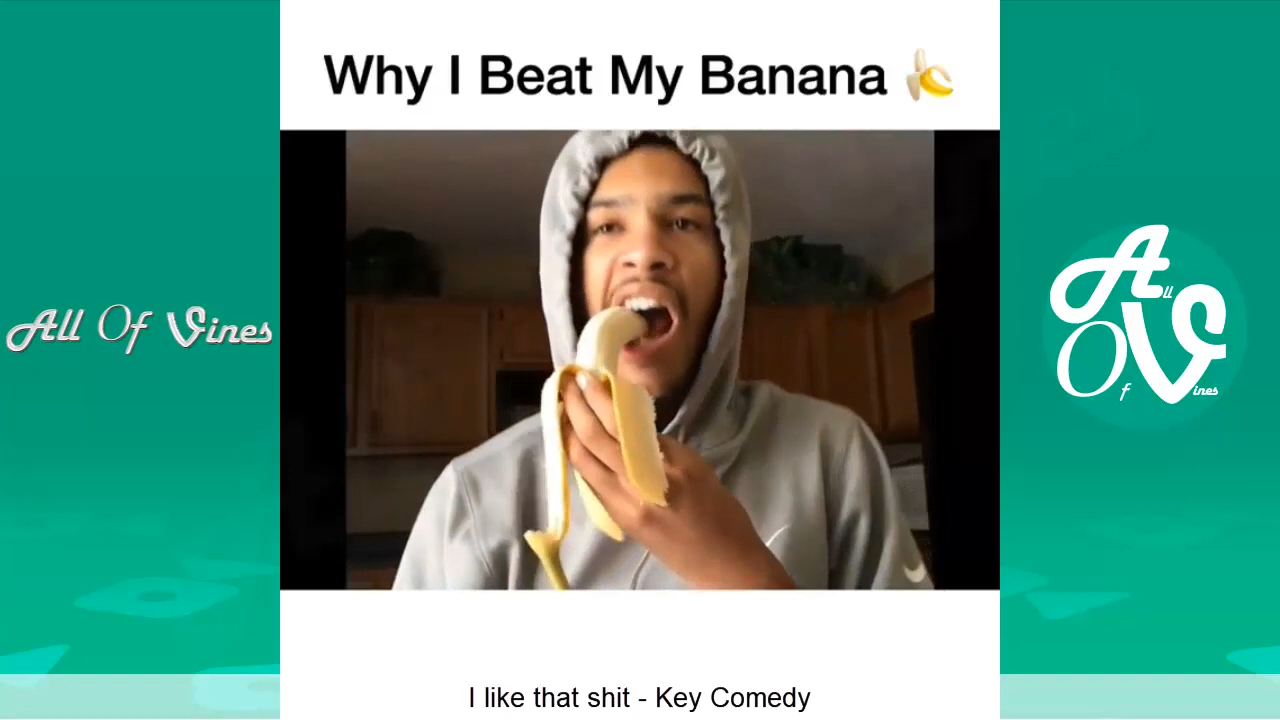 Why I Beat My Banana 🍌
All Of Vines
All
Of Vines
I like that shit - Key Comedy